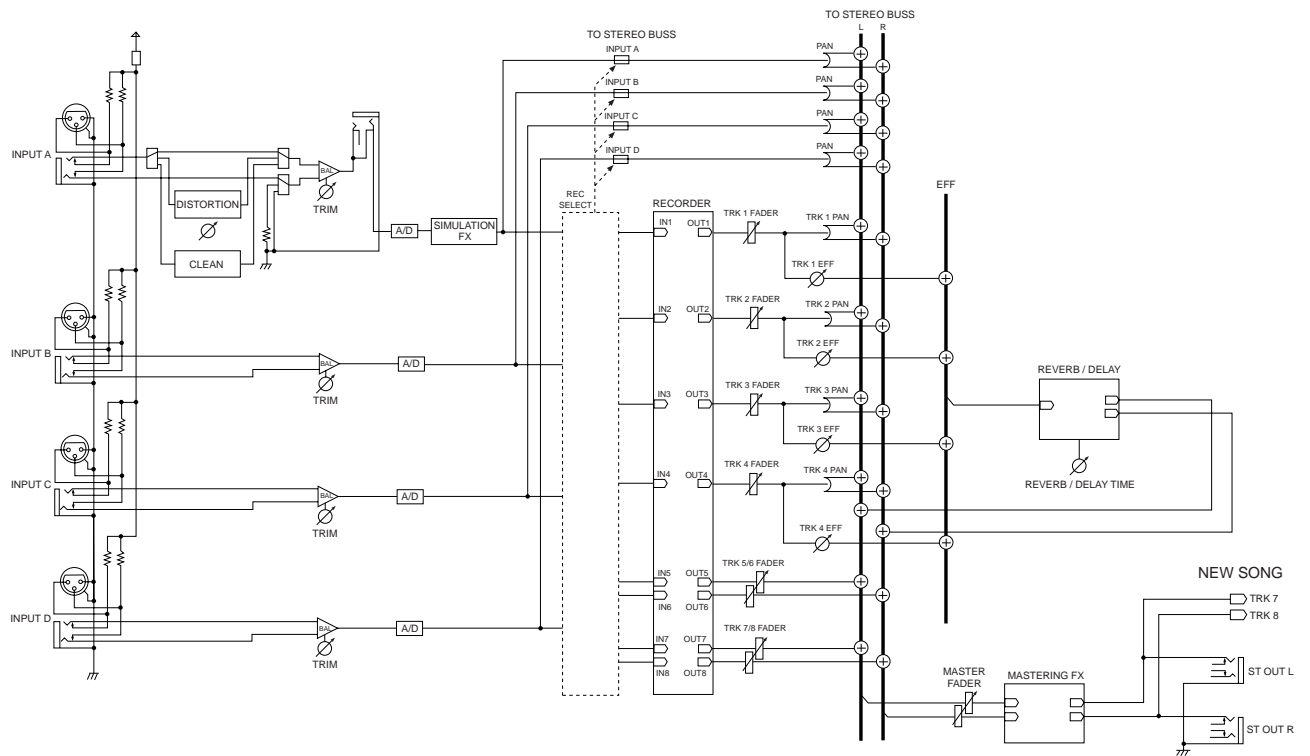 TO STEREO BUSS
L R
TO STEREO BUSS
INPUT A
PAN
INPUT B
PAN
INPUT C
PAN
INPUT D
PAN
INPUT A
BAL
TRIM
DISTORTION
CLEAN
A/D
SIMULATION
FX
REC
SELECT
RECORDER
EFF
IN1
OUT1
TRK 1 FADER
TRK 1 PAN
TRK 1 EFF
IN2
OUT2
TRK 2 FADER
TRK 2 PAN
TRK 2 EFF
INPUT B
BAL
TRIM
A/D
IN3
OUT3
TRK 3 FADER
TRK 3 PAN
TRK 3 EFF
REVERB / DELAY
REVERB / DELAY TIME
INPUT C
BAL
TRIM
A/D
IN4
OUT4
TRK 4 FADER
TRK 4 PAN
TRK 4 EFF
IN5
OUT5
TRK 5/6 FADER
IN6
OUT6
INPUT D
BAL
TRIM
A/D
IN7
OUT7
TRK 7/8 FADER
IN8
OUT8
NEW SONG
TRK 7
TRK 8
MASTER
FADER
MASTERING FX
ST OUT L
ST OUT R